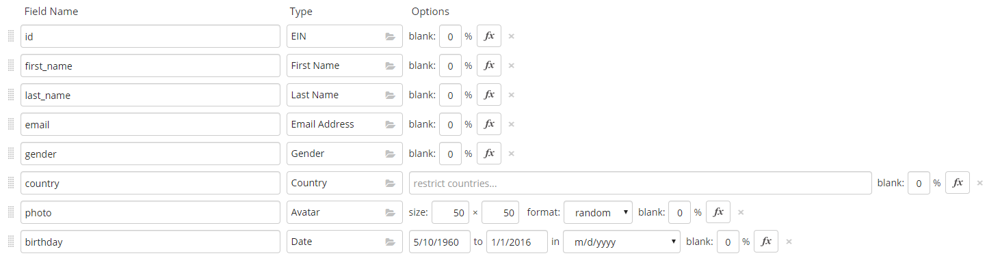 Field Name Type Options
id EIN blank: 0 % fx ×
first_name First Name blank: 0 % fx ×
last_name Last Name blank: 0 % fx ×
email Email Address blank: 0 % fx ×
gender Gender blank: 0 % fx ×
country Country restrict countries... blank: 0 % fx ×
photo Avatar size: 50 × 50 format: random blank: 0 % fx ×
birthday Date 5/10/1960 to 1/1/2016 in m/d/yyyy blank: 0 % fx ×